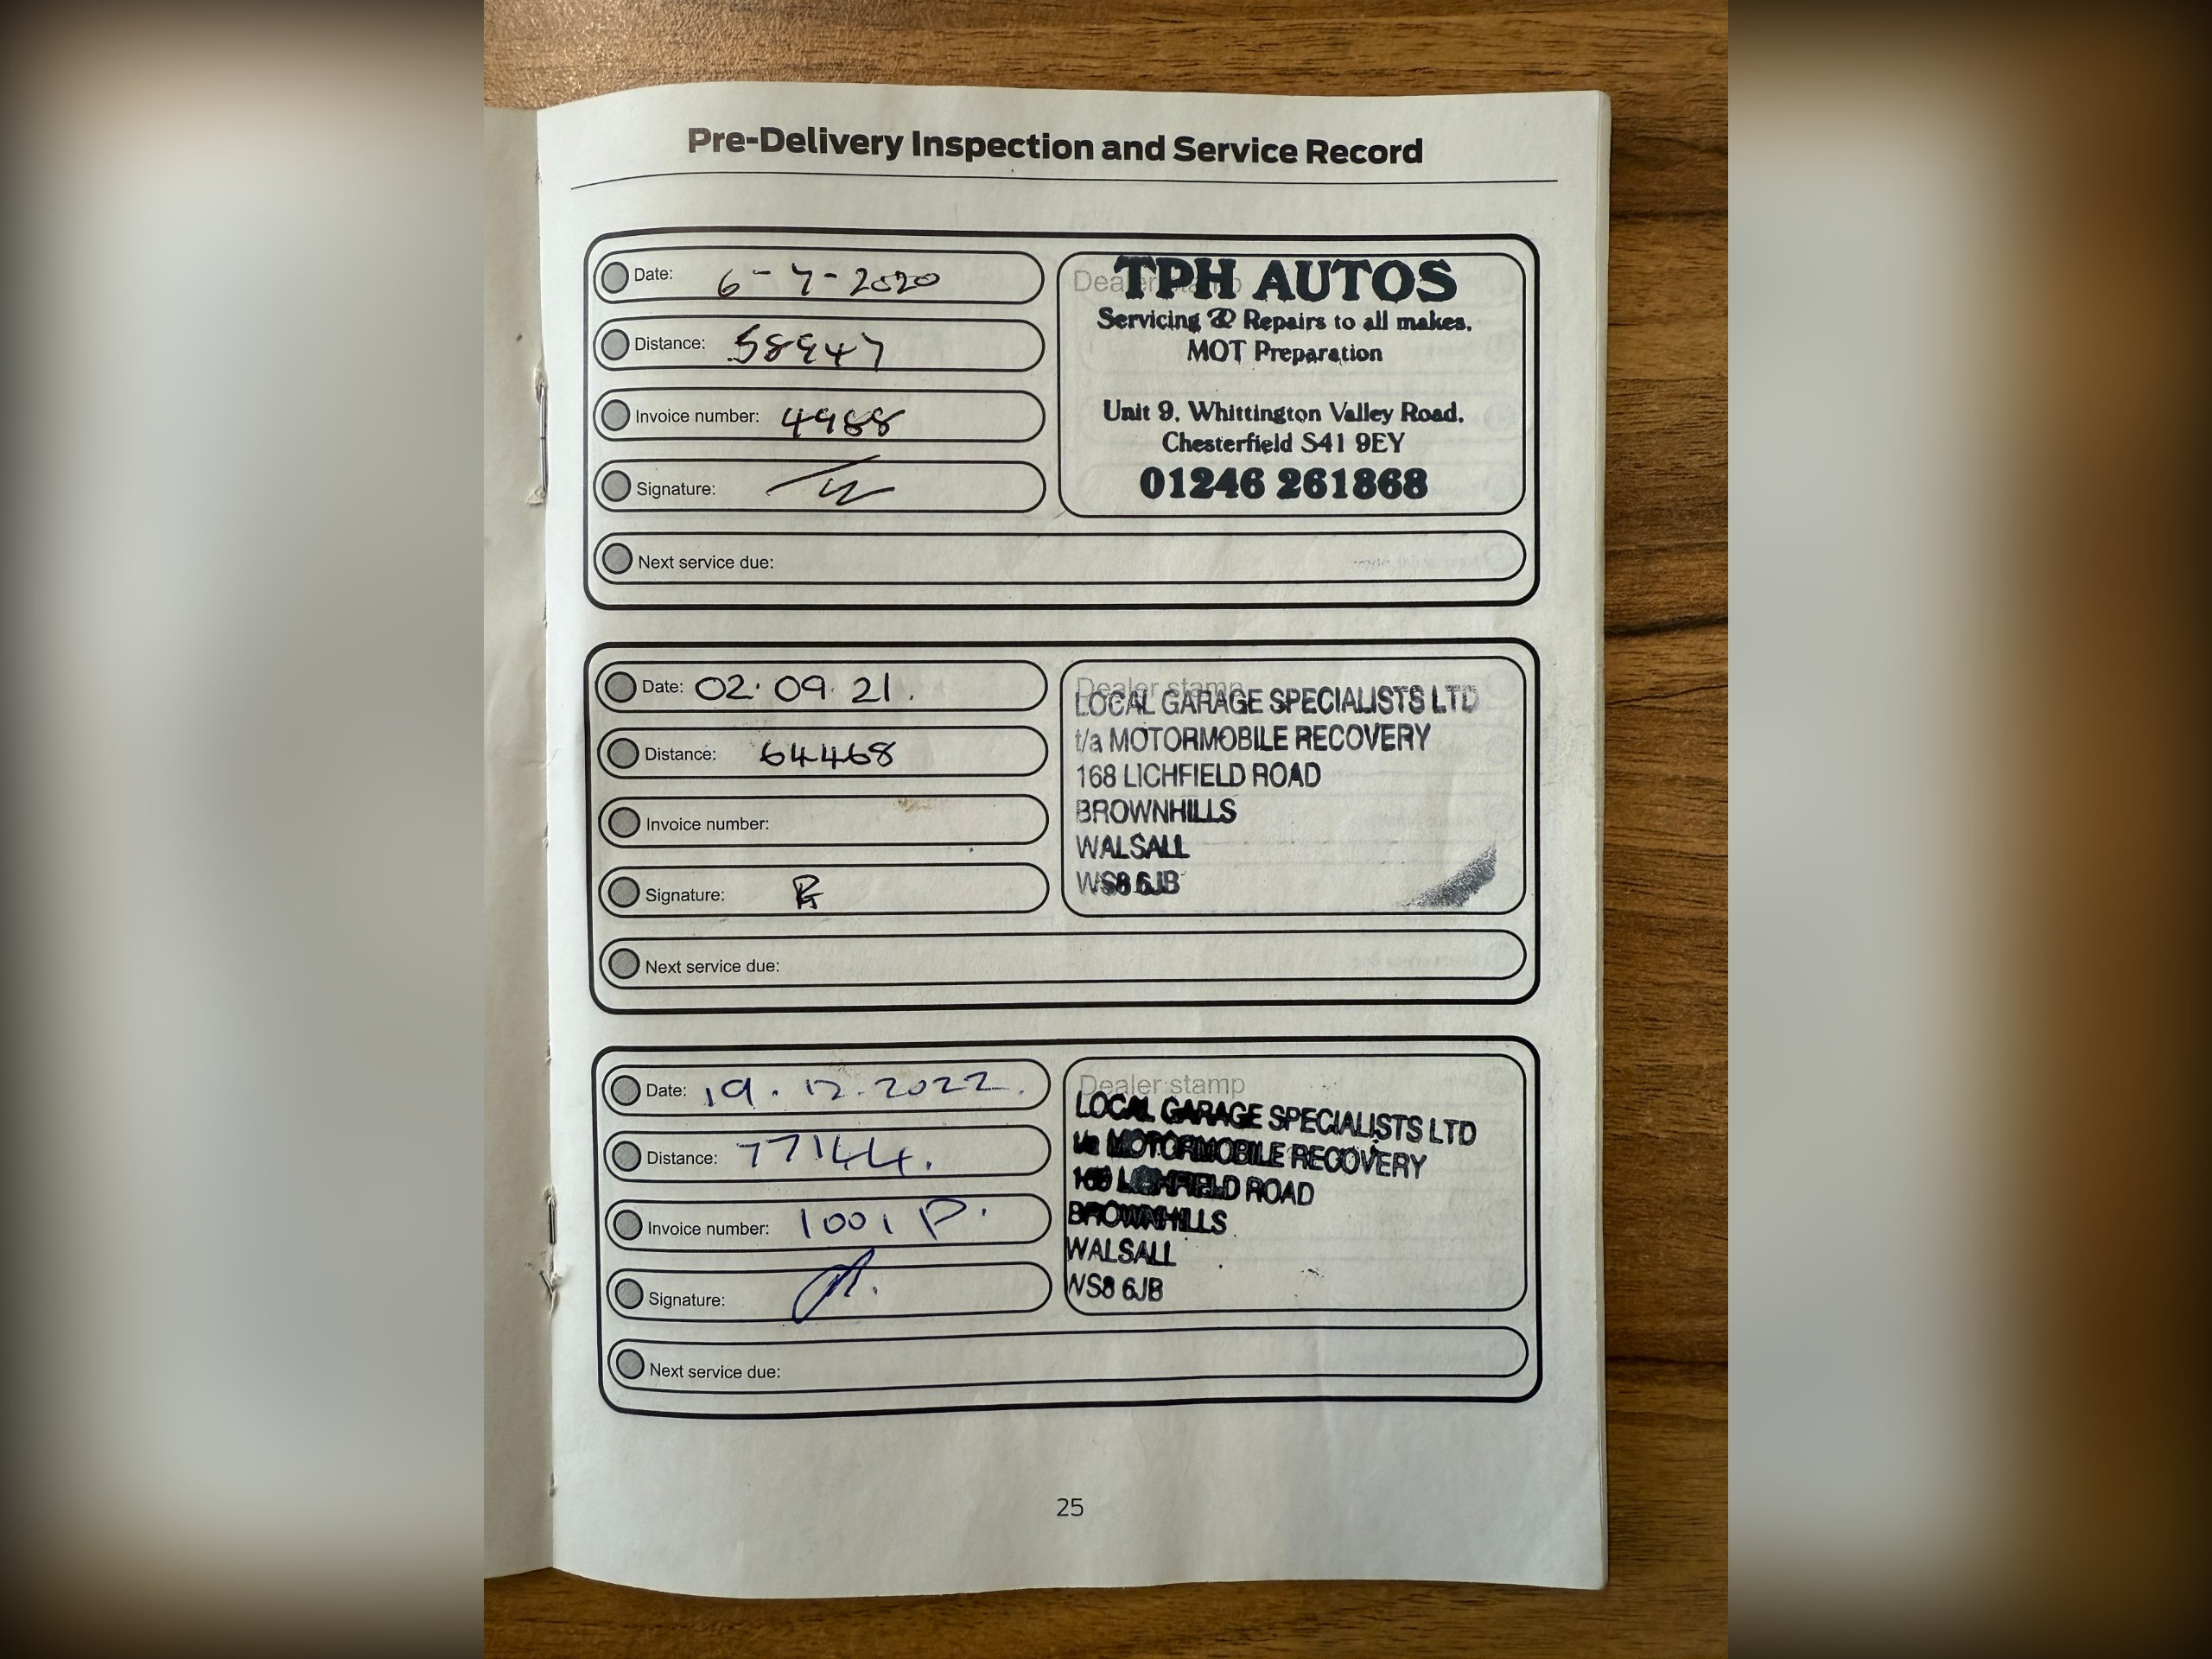 Pre-Delivery Inspection and Service Record
Date: 6-7-2020
Distance: 58947
Invoice number: 4988
Signature:
Next service due:
Dealer stamp
TPH AUTOS
Servicing & Repairs to all makes.
MOT Preparation
Unit 9, Whittington Valley Road.
Chesterfield S41 9EY
01246 261868
Date: 02.09.21.
Distance: 64468
Invoice number:
Signature:
Next service due:
Dealer stamp
LOCAL GARAGE SPECIALISTS LTD
t/a MOTORMOBILE RECOVERY
168 LICHFIELD ROAD
BROWNHILLS
WALSALL
WS8 6JB
Date: 19.12.2022.
Distance: 77144.
Invoice number: 1001 P.
Signature:
Next service due:
Dealer stamp
LOCAL GARAGE SPECIALISTS LTD
t/a MOTORMOBILE RECOVERY
168 LICHFIELD ROAD
BROWNHILLS
WALSALL
WS8 6JB
25